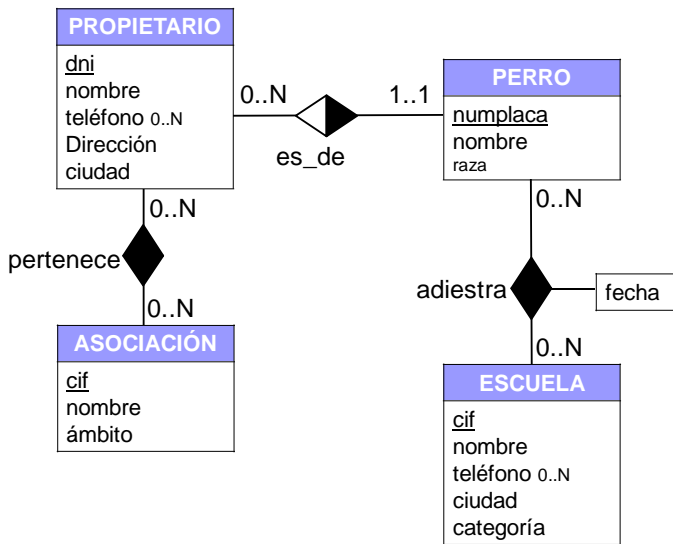 PROPIETARIO
dni
nombre
teléfono 0..N
Dirección
ciudad
0..N
1..1
es_de
PERRO
numplaca
nombre
raza
0..N
pertenece
0..N
0..N
adiestra
fecha
0..N
ASOCIACIÓN
cif
nombre
ámbito
ESCUELA
cif
nombre
teléfono 0..N
ciudad
categoría